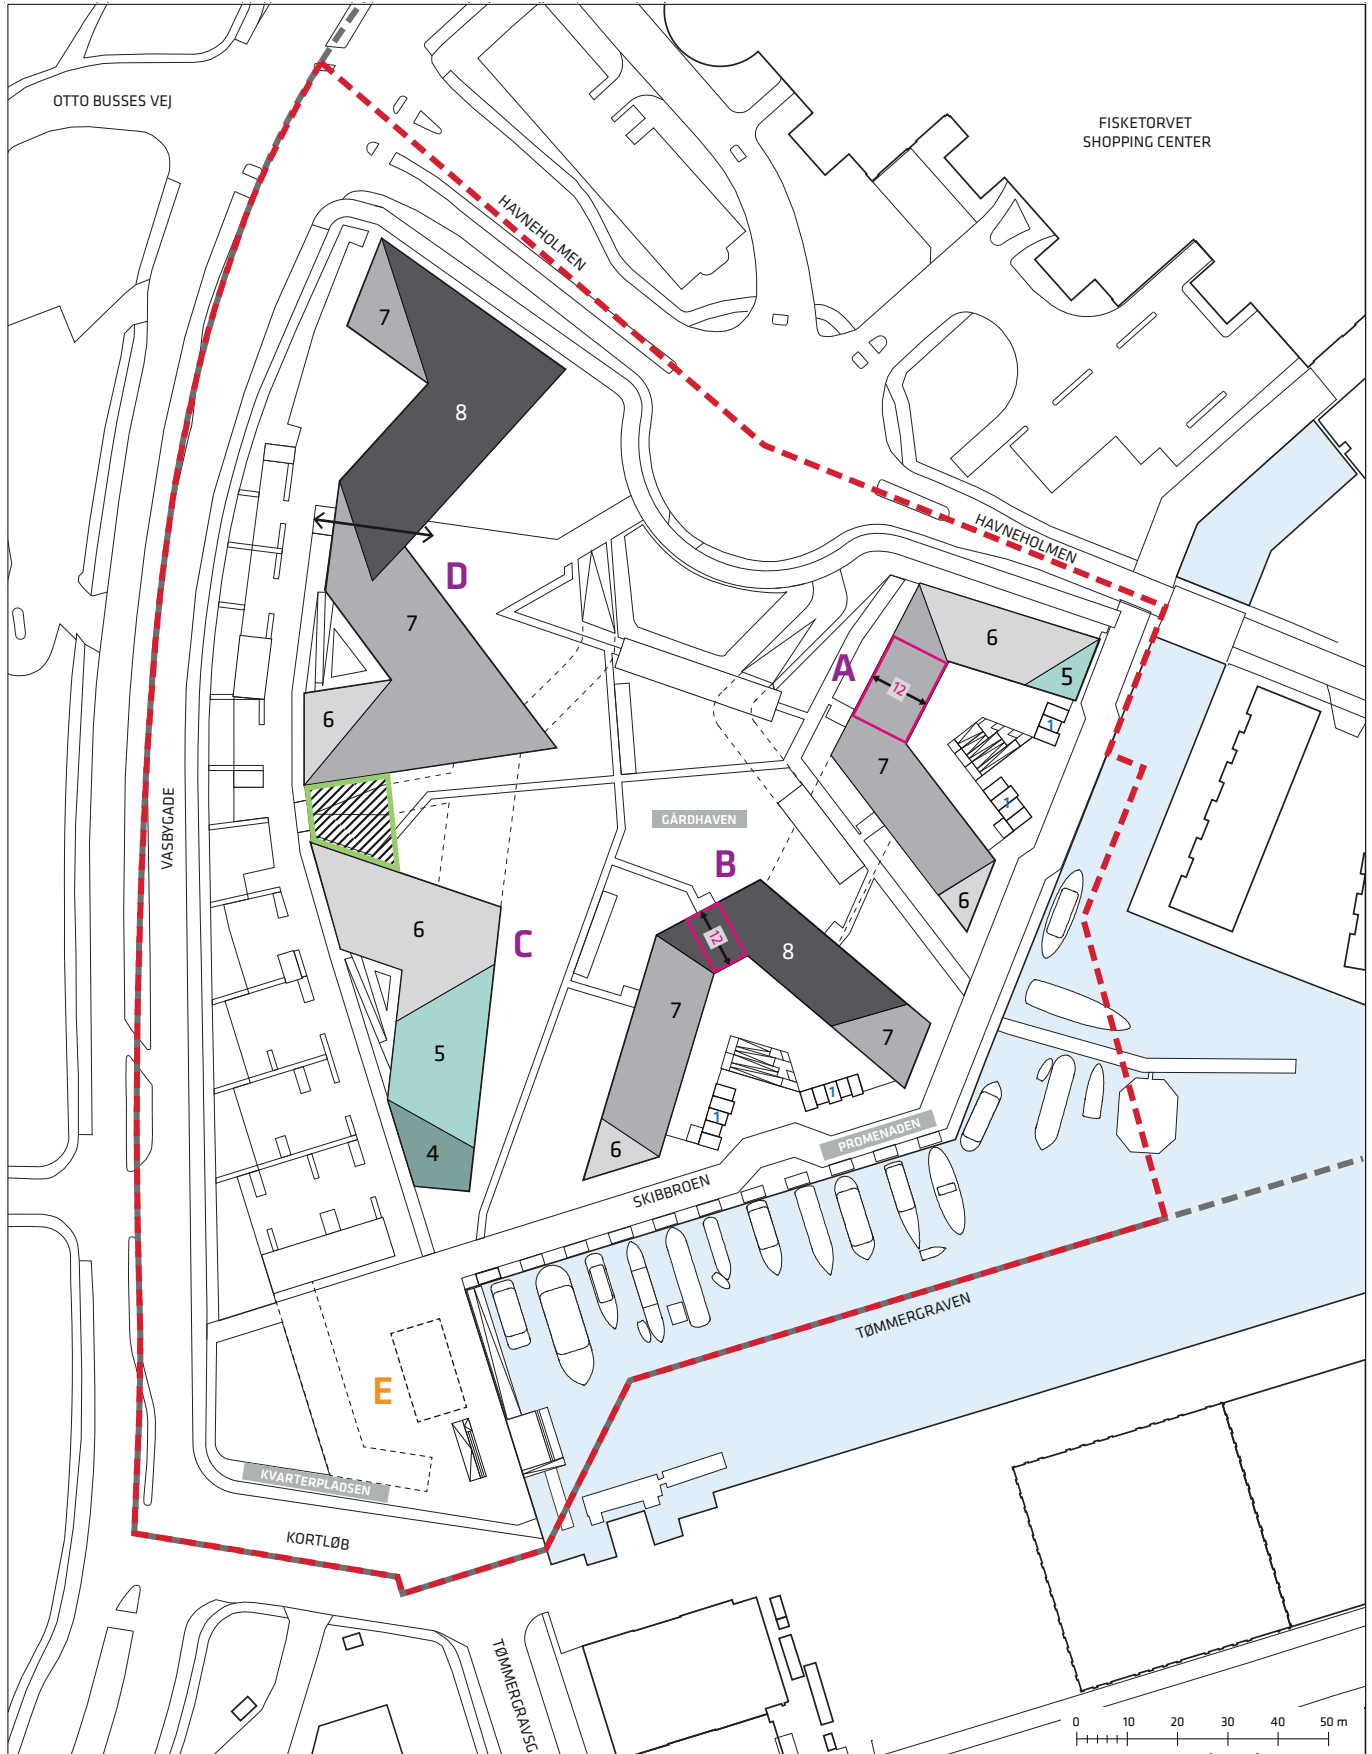 OTTO BUSSES VEJ
FISKETORVET
SHOPPING CENTER
HAVNEHOLMEN
7
8
HAVNEHOLMEN
D
7
6
A
12
6
5
1
7
1
6
VASBYGADE
GÅRDHAVEN
B
12
8
7
7
6
C
6
5
4
1
1
PROMENADEN
SKIBBROEN
TØMMERGRAVEN
E
KVARTERPLADSEN
KORTLØB
TØMMERGRAVSG
0 10 20 30 40 50 m